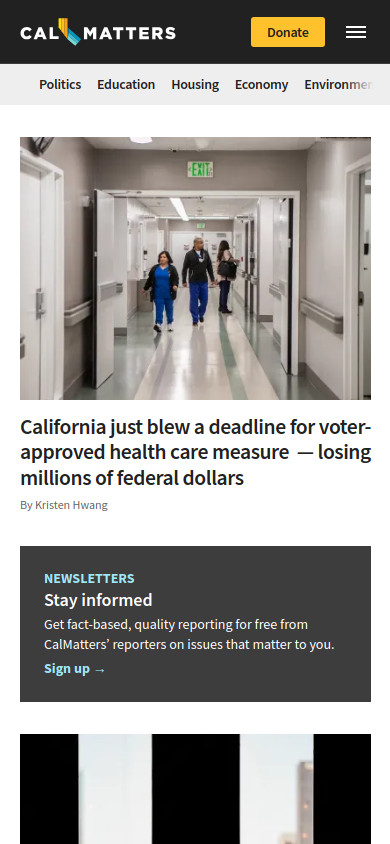 CAL MATTERS
Donate
Politics Education Housing Economy Environmen
EXIT
California just blew a deadline for voter-
approved health care measure — losing
millions of federal dollars
By Kristen Hwang
NEWSLETTERS
Stay informed
Get fact-based, quality reporting for free from
CalMatters’ reporters on issues that matter to you.
Sign up →